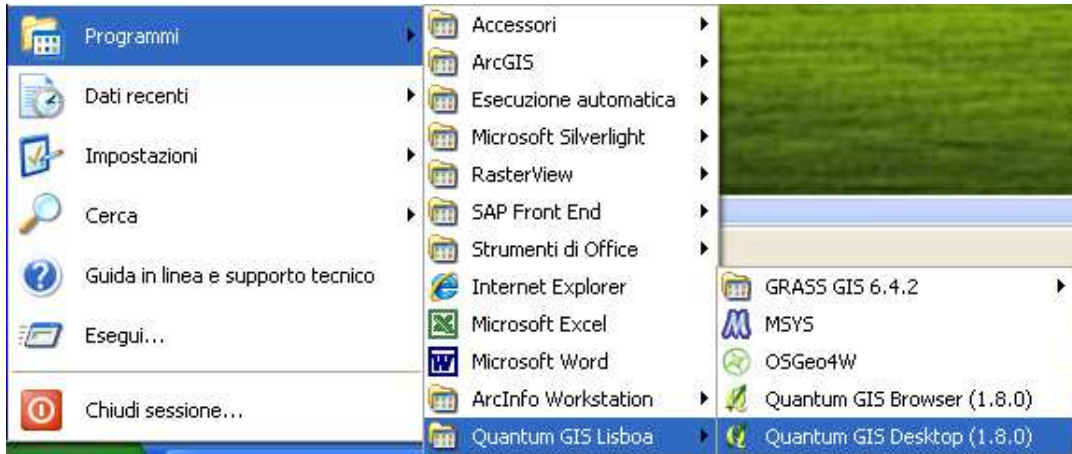 Programmi
Dati recenti
Impostazioni
Cerca
Guida in linea e supporto tecnico
Esegui...
Chiudi sessione...
Accessori
ArcGIS
Esecuzione automatica
Microsoft Silverlight
RasterView
SAP Front End
Strumenti di Office
Internet Explorer
Microsoft Excel
Microsoft Word
ArcInfo Workstation
Quantum GIS Lisboa
GRASS GIS 6.4.2
MSYS
OSGeo4W
Quantum GIS Browser (1.8.0)
Quantum GIS Desktop (1.8.0)